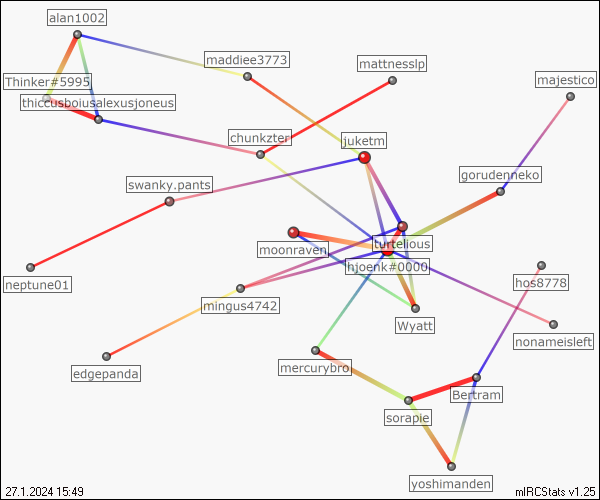 alan1002
maddiee3773
mattnesslp
Thinker#5995
majestico
thiccusboiusalexusjoneus
chunkzter
juketm
gorudenneko
swanky.pants
turtelious
moonraven
hjoenk#0000
neptune01
hos8778
mingus4742
Wyatt
nonameisleft
mercurybro
edgepanda
Bertram
sorapie
yoshimanden
27.1.2024 15:49
mIRCStats v1.25